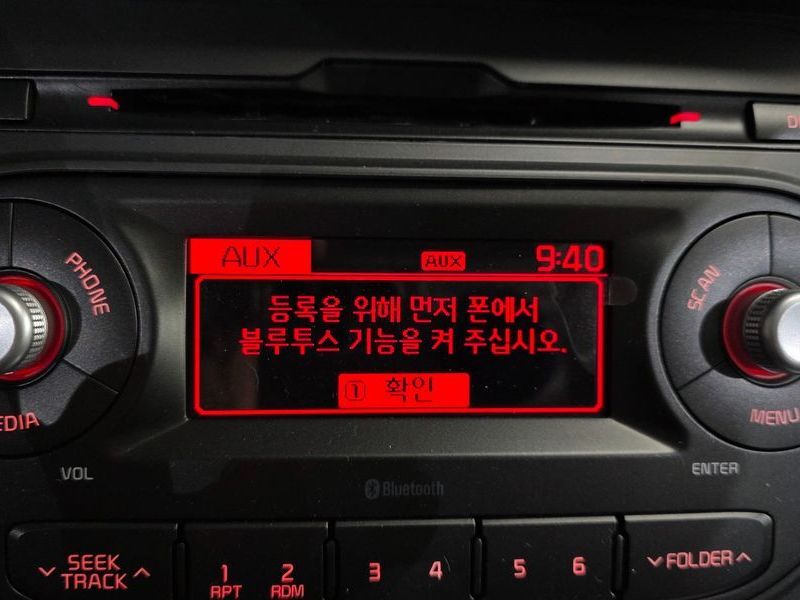 PHONE
AUX AUX 9:40
등록을 위해 먼저 폰에서
블루투스 기능을 켜 주십시오.
1 확인
SCAN
MENU
VOL
ENTER
Bluetooth
SEEK
TRACK
1 2 3 4 5 6
RPT RDM
FOLDER